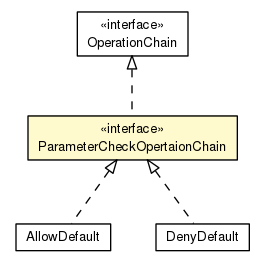 «interface»
OperationChain
«interface»
ParameterCheckOpertaionChain
AllowDefault
DenyDefault